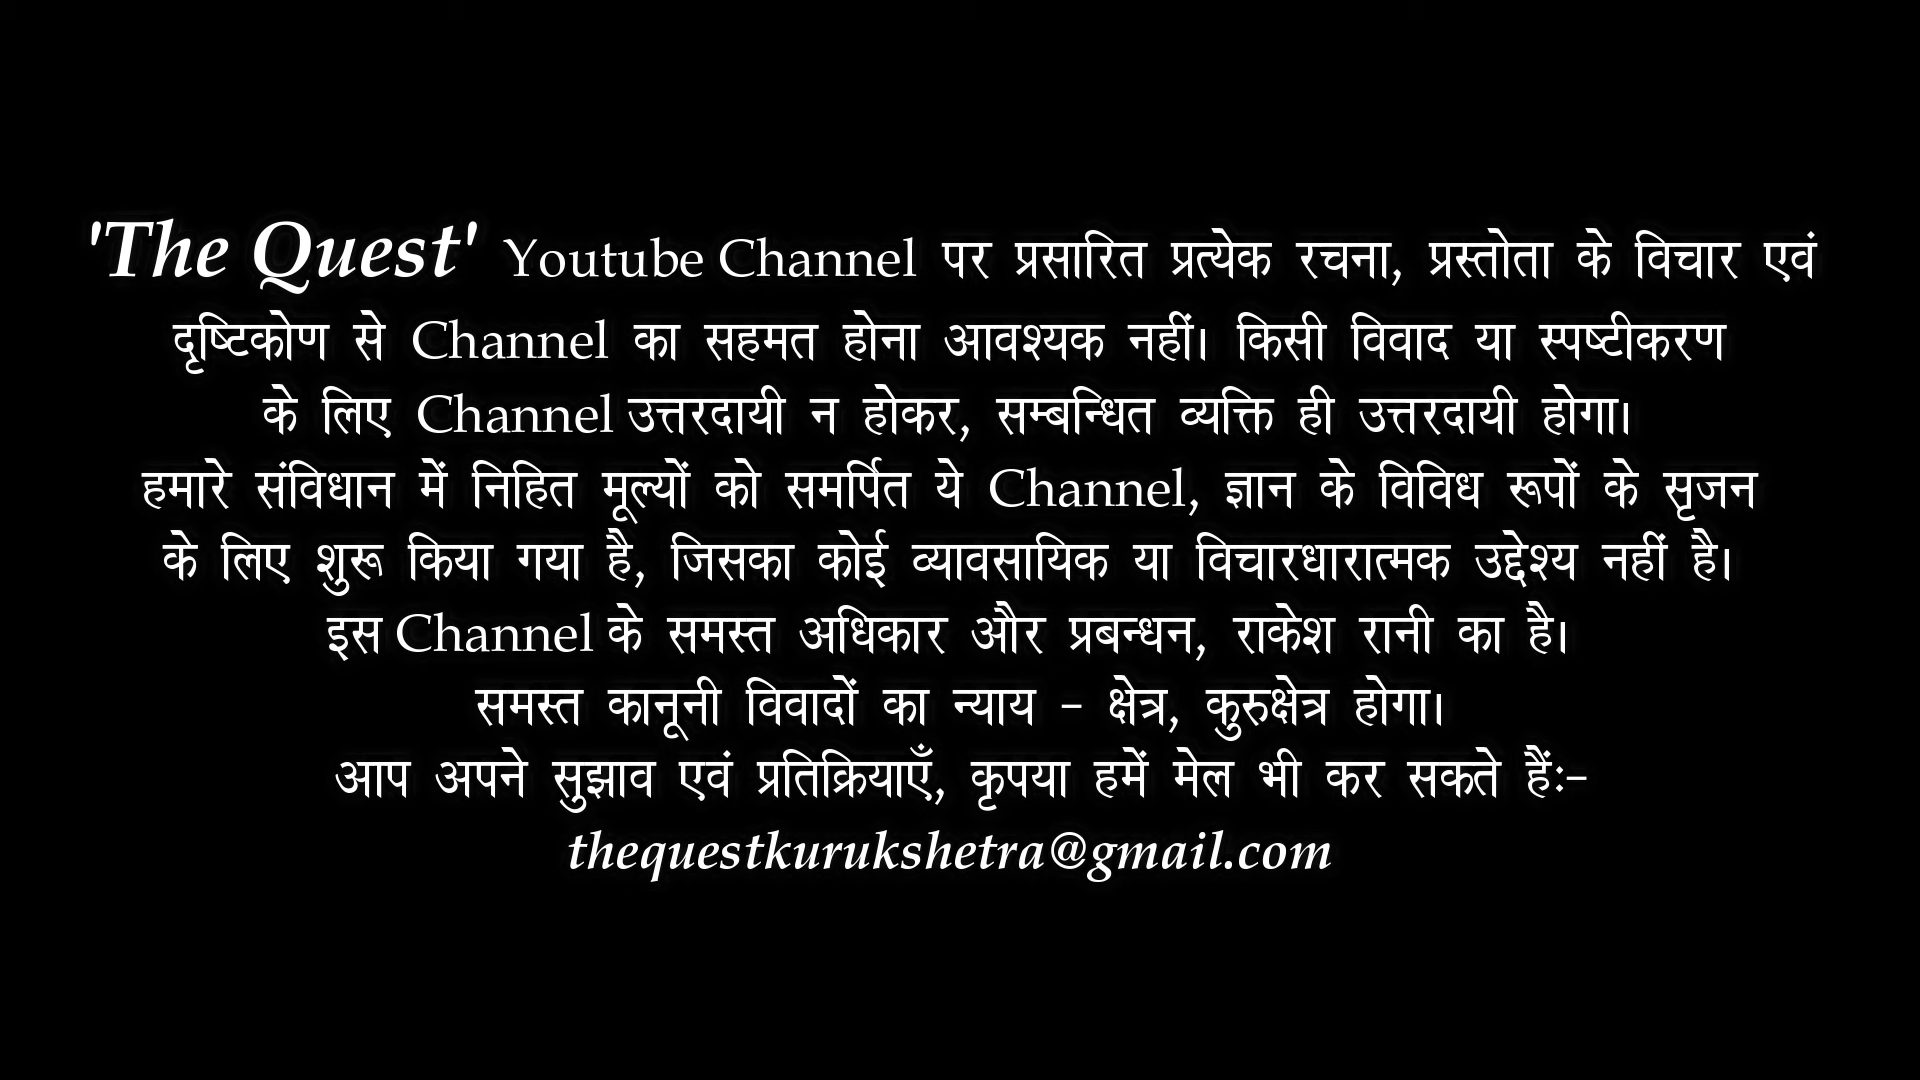 'The Quest' Youtube Channel पर प्रसारित प्रत्येक रचना, प्रस्तोता के विचार एवं
दृष्टिकोण से Channel का सहमत होना आवश्यक नहीं। किसी विवाद या स्पष्टीकरण
के लिए Channel उत्तरदायी न होकर, सम्बन्धित व्यक्ति ही उत्तरदायी होगा।
हमारे संविधान में निहित मूल्यों को समर्पित ये Channel, ज्ञान के विविध रूपों के सृजन
के लिए शुरू किया गया है, जिसका कोई व्यावसायिक या विचारधारात्मक उद्देश्य नहीं है।
इस Channel के समस्त अधिकार और प्रबन्धन, राकेश रानी का है।
समस्त कानूनी विवादों का न्याय - क्षेत्र, कुरुक्षेत्र होगा।
आप अपने सुझाव एवं प्रतिक्रियाएँ, कृपया हमें मेल भी कर सकते हैंः-
thequestkurukshetra@gmail.com